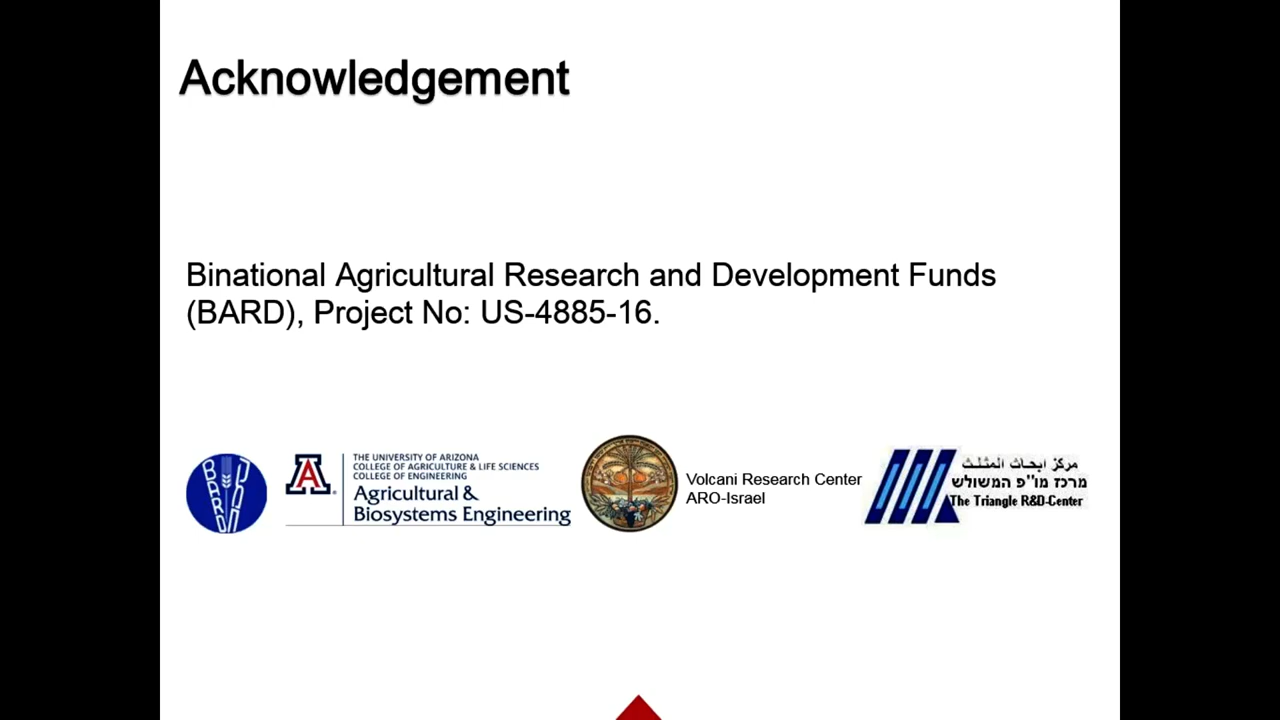 Acknowledgement
Binational Agricultural Research and Development Funds
(BARD), Project No: US-4885-16.
BARD
THE UNIVERSITY OF ARIZONA
COLLEGE OF AGRICULTURE & LIFE SCIENCES
COLLEGE OF ENGINEERING
Agricultural &
Biosystems Engineering
A
Volcani Research Center
ARO-Israel
مركز ابحاث المثلث
מרכז מו"פ המשולש
The Triangle R&D-Center